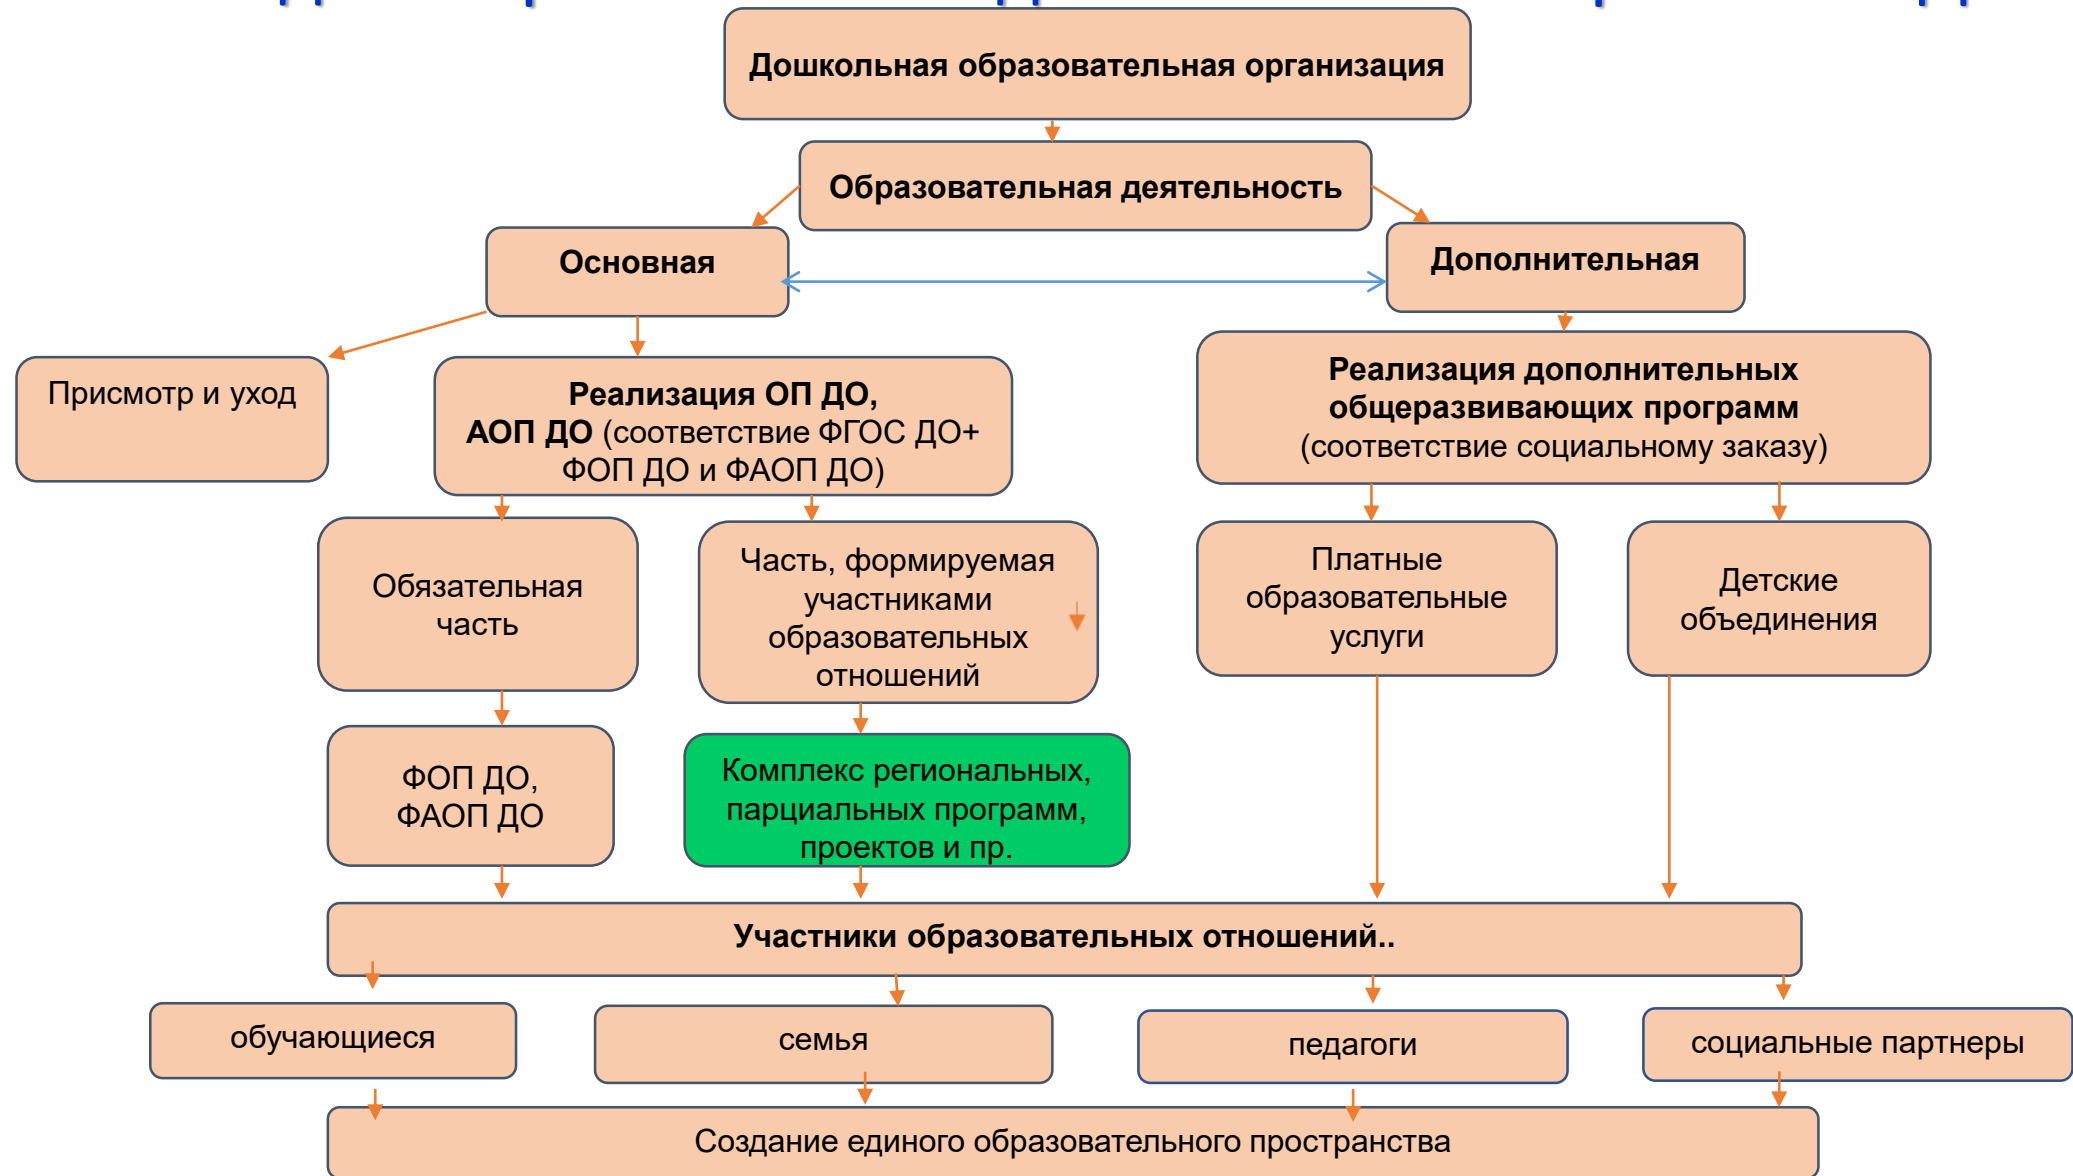 Дошкольная образовательная организация
Образовательная деятельность
Основная
Дополнительная
Присмотр и уход
Реализация ОП ДО,
АОП ДО (соответствие ФГОС ДО+
ФОП ДО и ФАОП ДО)
Реализация дополнительных
общеразвивающих программ
(соответствие социальному заказу)
Обязательная
часть
Часть, формируемая
участниками
образовательных
отношений
Платные
образовательные
услуги
Детские
объединения
ФОП ДО,
ФАОП ДО
Комплекс региональных,
парциальных программ,
проектов и пр.
Участники образовательных отношений..
обучающиеся
семья
педагоги
социальные партнеры
Создание единого образовательного пространства